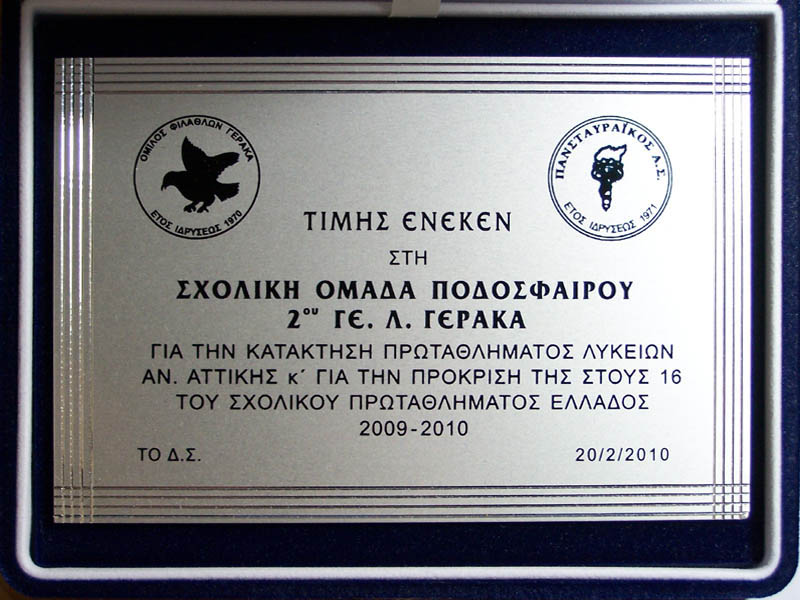 ΟΜΙΛΟΣ ΦΙΛΑΘΛΩΝ ΓΕΡΑΚΑ
ΕΤΟΣ ΙΔΡΥΣΕΩΣ 1970
ΠΑΝΣΤΑΥΡΑΪΚΟΣ Α.Σ.
ΕΤΟΣ ΙΔΡΥΣΕΩΣ 1971
ΤΙΜΗΣ ΕΝΕΚΕΝ
ΣΤΗ
ΣΧΟΛΙΚΗ ΟΜΑΔΑ ΠΟΔΟΣΦΑΙΡΟΥ
2ου ΓΕ. Λ. ΓΕΡΑΚΑ
ΓΙΑ ΤΗΝ ΚΑΤΑΚΤΗΣΗ ΠΡΩΤΑΘΛΗΜΑΤΟΣ ΛΥΚΕΙΩΝ
ΑΝ. ΑΤΤΙΚΗΣ κ΄ ΓΙΑ ΤΗΝ ΠΡΟΚΡΙΣΗ ΤΗΣ ΣΤΟΥΣ 16
ΤΟΥ ΣΧΟΛΙΚΟΥ ΠΡΩΤΑΘΛΗΜΑΤΟΣ ΕΛΛΑΔΟΣ
2009-2010
ΤΟ Δ.Σ. 20/2/2010